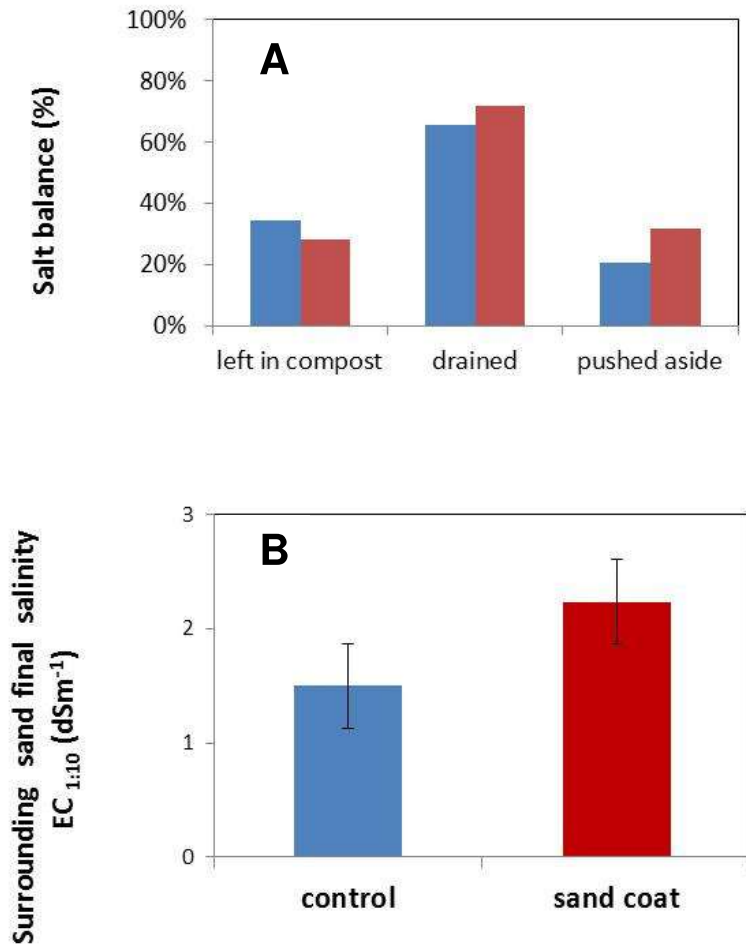 A
Salt balance (%)
100%
80%
60%
40%
20%
0%
left in compost drained pushed aside
B
Surrounding sand final salinity
EC 1:10 (dSm-1)
3
2
1
0
control sand coat